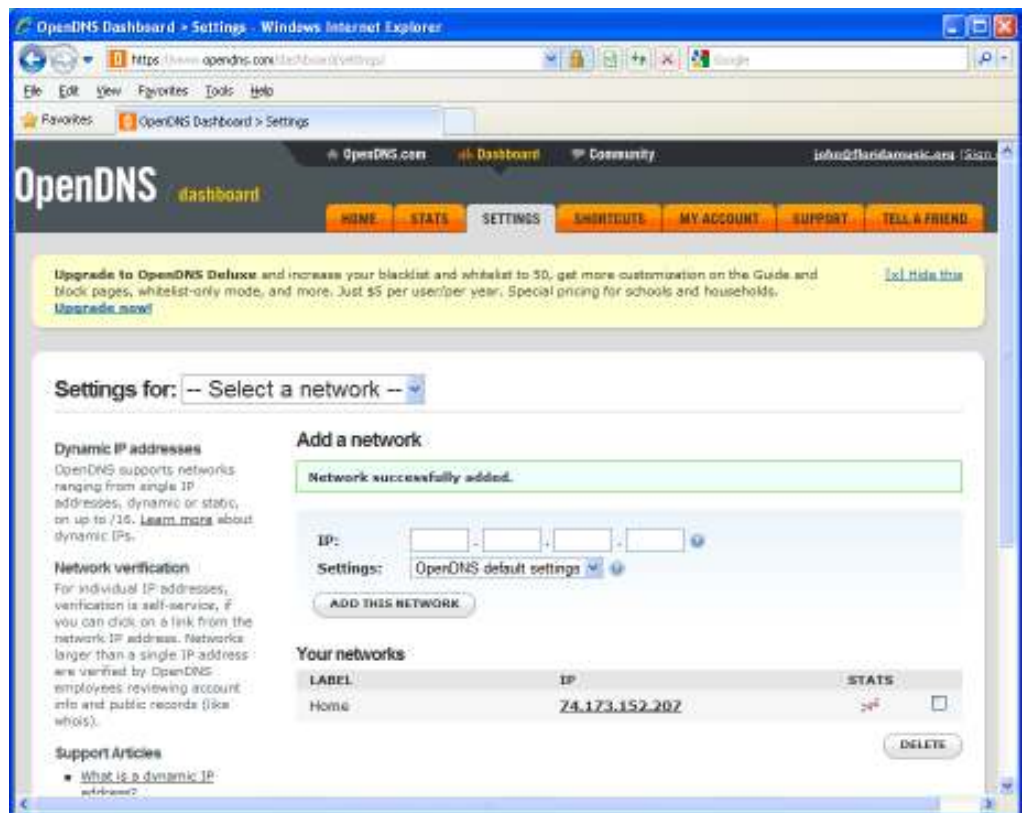 OpenDNS Dashboard > Settings - Windows Internet Explorer
https://www.opendns.com/dashboard/settings/
Google
File Edit View Favorites Tools Help
Favorites
OpenDNS Dashboard > Settings
OpenDNS.com
Dashboard
Community
john@floridamusic.org (Sign
OpenDNS dashboard
HOME
STATS
SETTINGS
SHORTCUTS
MY ACCOUNT
SUPPORT
TELL A FRIEND
Upgrade to OpenDNS Deluxe and increase your blacklist and whitelist to 50, get more customization on the Guide and
block pages, whitelist-only mode, and more. Just $5 per user/per year. Special pricing for schools and households.
Upgrade now!
[x] Hide this
Settings for: -- Select a network --
Dynamic IP addresses
OpenDNS supports networks
ranging from single IP
addresses, dynamic or static,
on up to /16. Learn more about
dynamic IPs.
Network verification
For individual IP addresses,
verification is self-service, if
you can click on a link from the
network IP address. Networks
larger than a single IP address
are verified by OpenDNS
employees reviewing account
info and public records (like
whois).
Support Articles
What is a dynamic IP
address?
Add a network
Network successfully added.
IP: . . .
Settings: OpenDNS default settings
ADD THIS NETWORK
Your networks
LABEL IP STATS
Home 74.173.152.207
DELETE